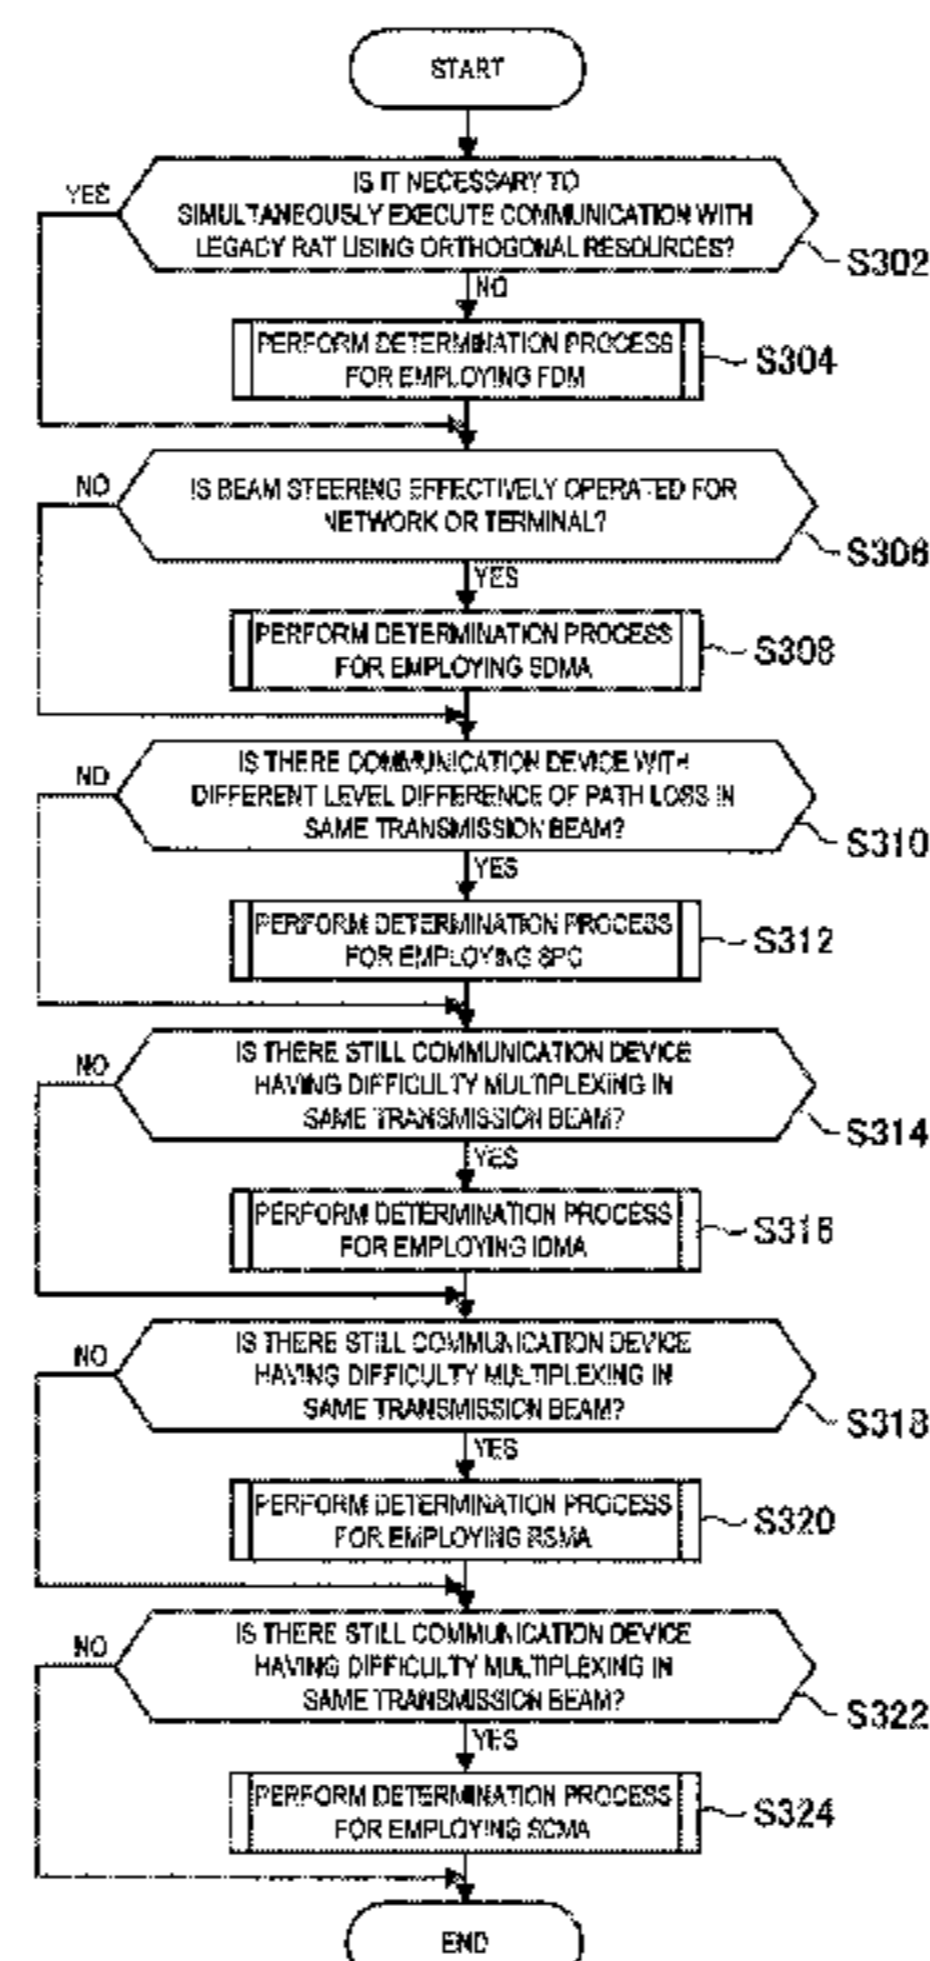 START
IS IT NECESSARY TO
SIMULTANEOUSLY EXECUTE COMMUNICATION WITH
LEGACY RAT USING ORTHOGONAL RESOURCES?
YES
S302
NO
PERFORM DETERMINATION PROCESS
FOR EMPLOYING FDM
S304
IS BEAM STEERING EFFECTIVELY OPERATED FOR
NETWORK OR TERMINAL?
NO
S306
YES
PERFORM DETERMINATION PROCESS
FOR EMPLOYING SDMA
S308
IS THERE COMMUNICATION DEVICE WITH
DIFFERENT LEVEL DIFFERENCE OF PATH LOSS IN
SAME TRANSMISSION BEAM?
NO
S310
YES
PERFORM DETERMINATION PROCESS
FOR EMPLOYING SPC
S312
IS THERE STILL COMMUNICATION DEVICE
HAVING DIFFICULTY MULTIPLEXING IN
SAME TRANSMISSION BEAM?
NO
S314
YES
PERFORM DETERMINATION PROCESS
FOR EMPLOYING IDMA
S316
IS THERE STILL COMMUNICATION DEVICE
HAVING DIFFICULTY MULTIPLEXING IN
SAME TRANSMISSION BEAM?
NO
S318
YES
PERFORM DETERMINATION PROCESS
FOR EMPLOYING RSMA
S320
IS THERE STILL COMMUNICATION DEVICE
HAVING DIFFICULTY MULTIPLEXING IN
SAME TRANSMISSION BEAM?
NO
S322
YES
PERFORM DETERMINATION PROCESS
FOR EMPLOYING SCMA
S324
END